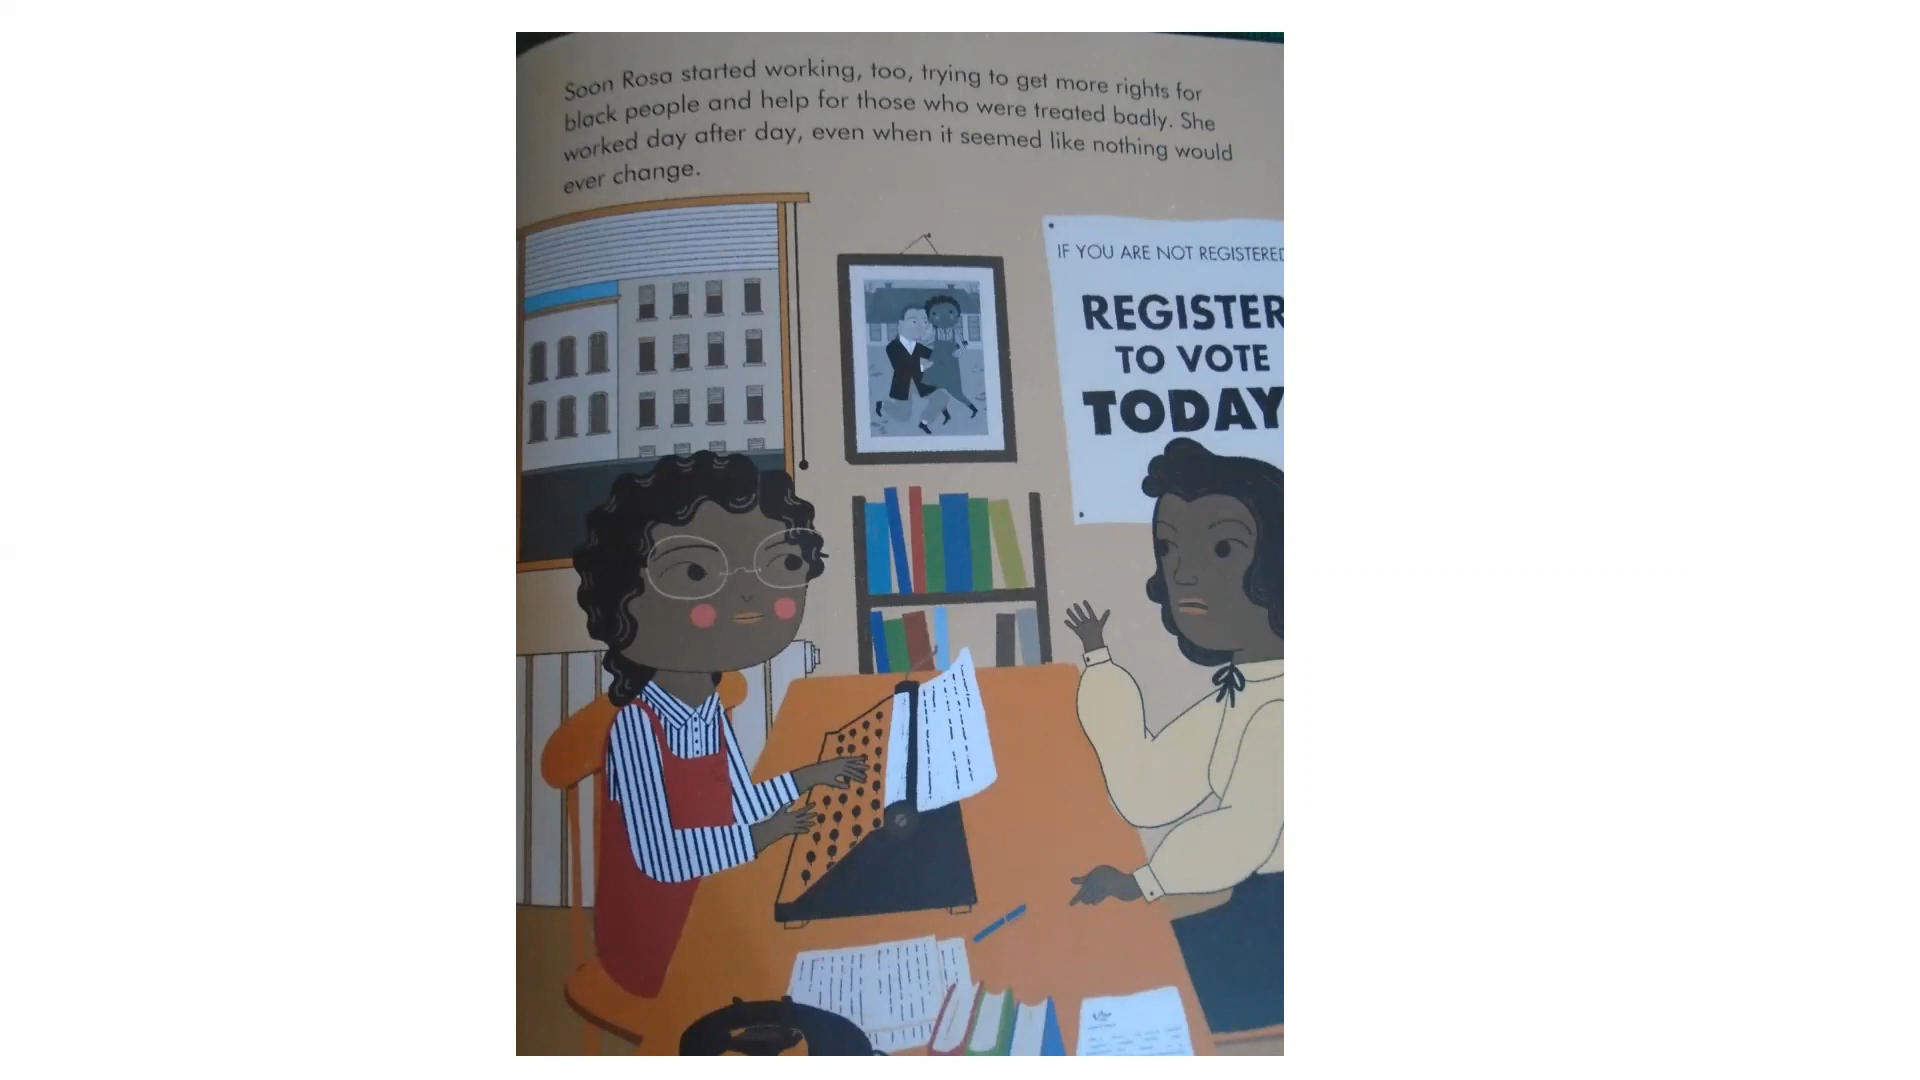 Soon Rosa started working, too, trying to get more rights for
black people and help for those who were treated badly. She
worked day after day, even when it seemed like nothing would
ever change.
IF YOU ARE NOT REGISTERED
REGISTER
TO VOTE
TODAY